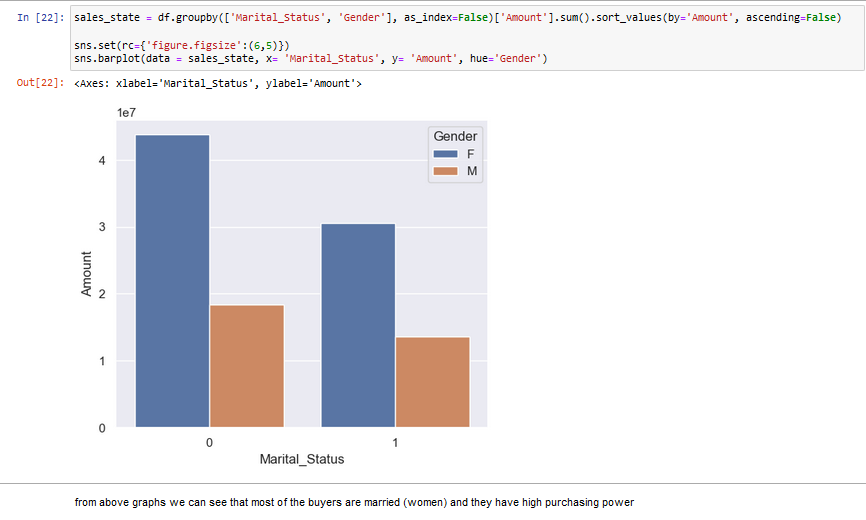 In [22]: sales_state = df.groupby(['Marital_Status', 'Gender'], as_index=False)['Amount'].sum().sort_values(by='Amount', ascending=False)
sns.set(rc={'figure.figsize':(6,5)})
sns.barplot(data = sales_state, x= 'Marital_Status', y= 'Amount', hue='Gender')
Out[22]: <Axes: xlabel='Marital_Status', ylabel='Amount'>
1e7
Gender
F
M
4
3
2
1
0
Amount
0 1
Marital_Status
from above graphs we can see that most of the buyers are married (women) and they have high purchasing power